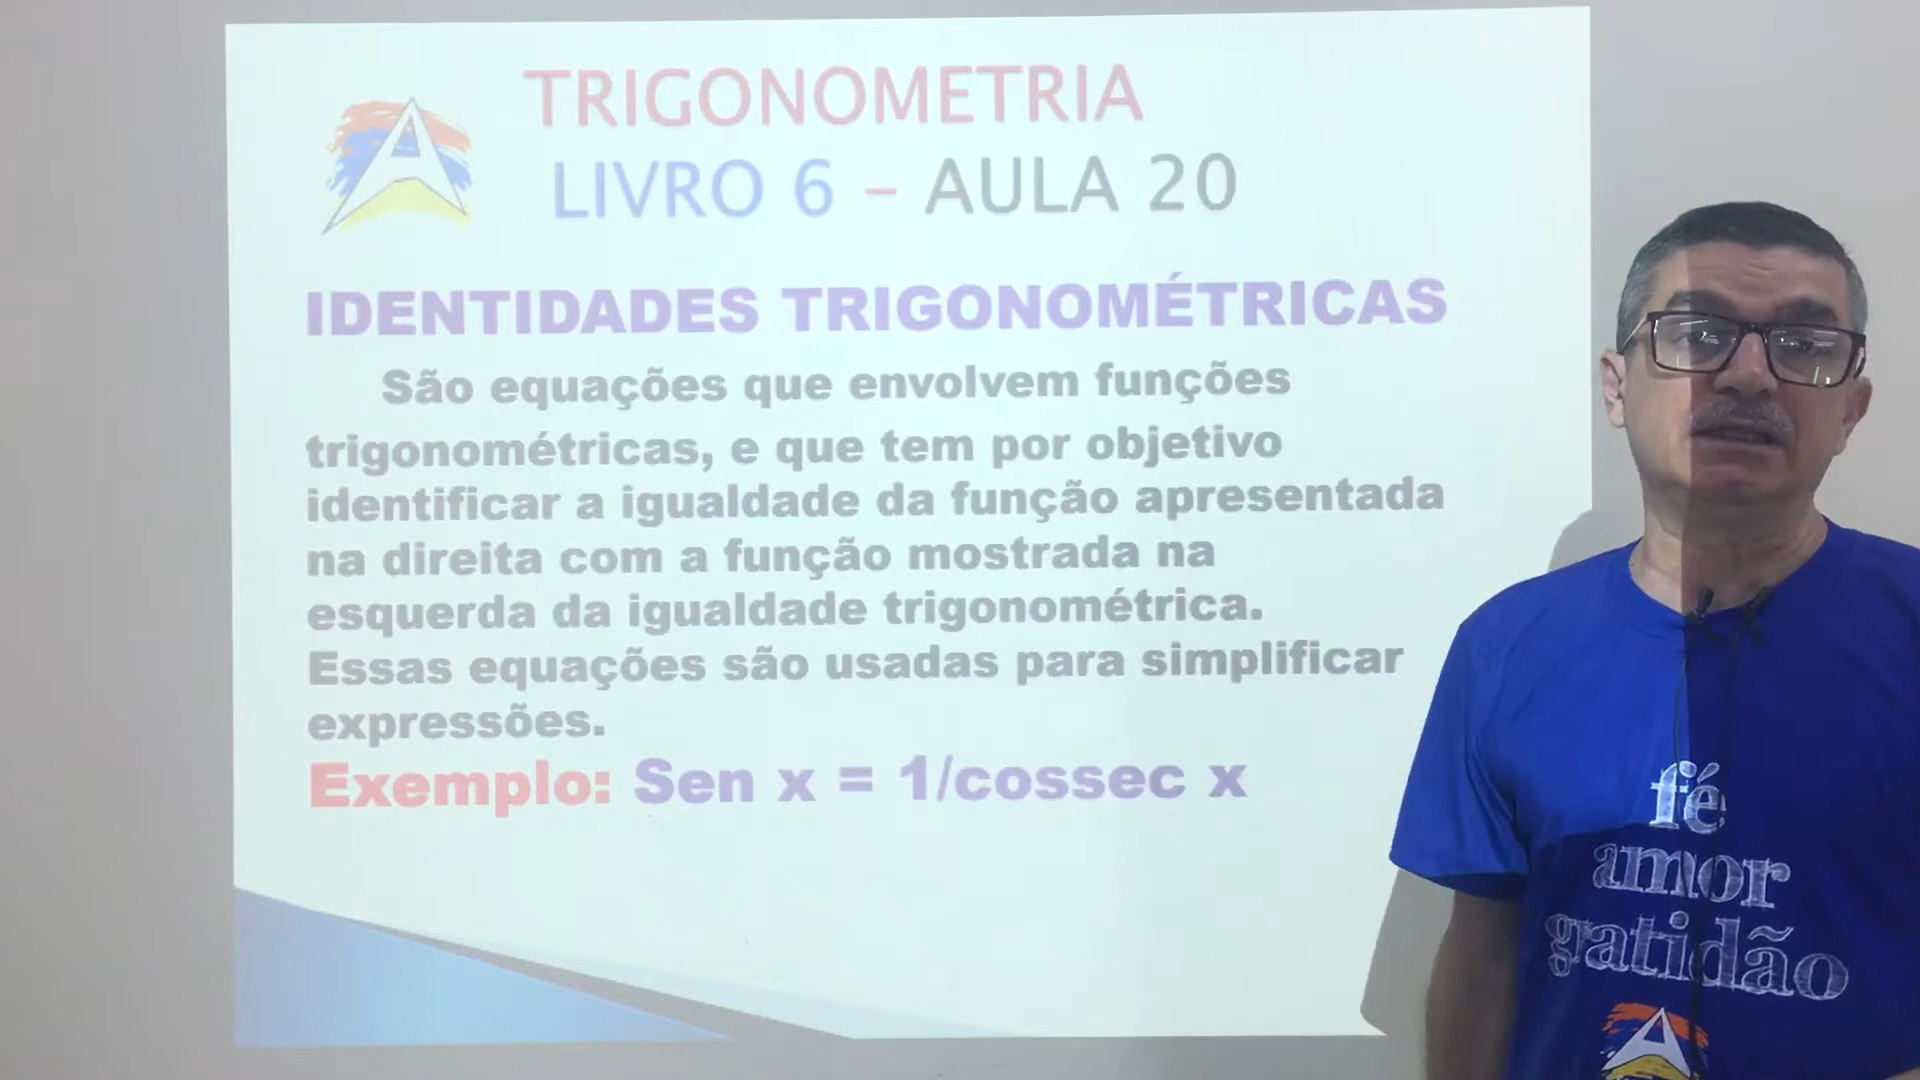 TRIGONOMETRIA
LIVRO 6 – AULA 20
IDENTIDADES TRIGONOMÉTRICAS
São equações que envolvem funções
trigonométricas, e que tem por objetivo
identificar a igualdade da função apresentada
na direita com a função mostrada na
esquerda da igualdade trigonométrica.
Essas equações são usadas para simplificar
expressões.
Exemplo: Sen x = 1/cossec x
fé
amor
gratidão